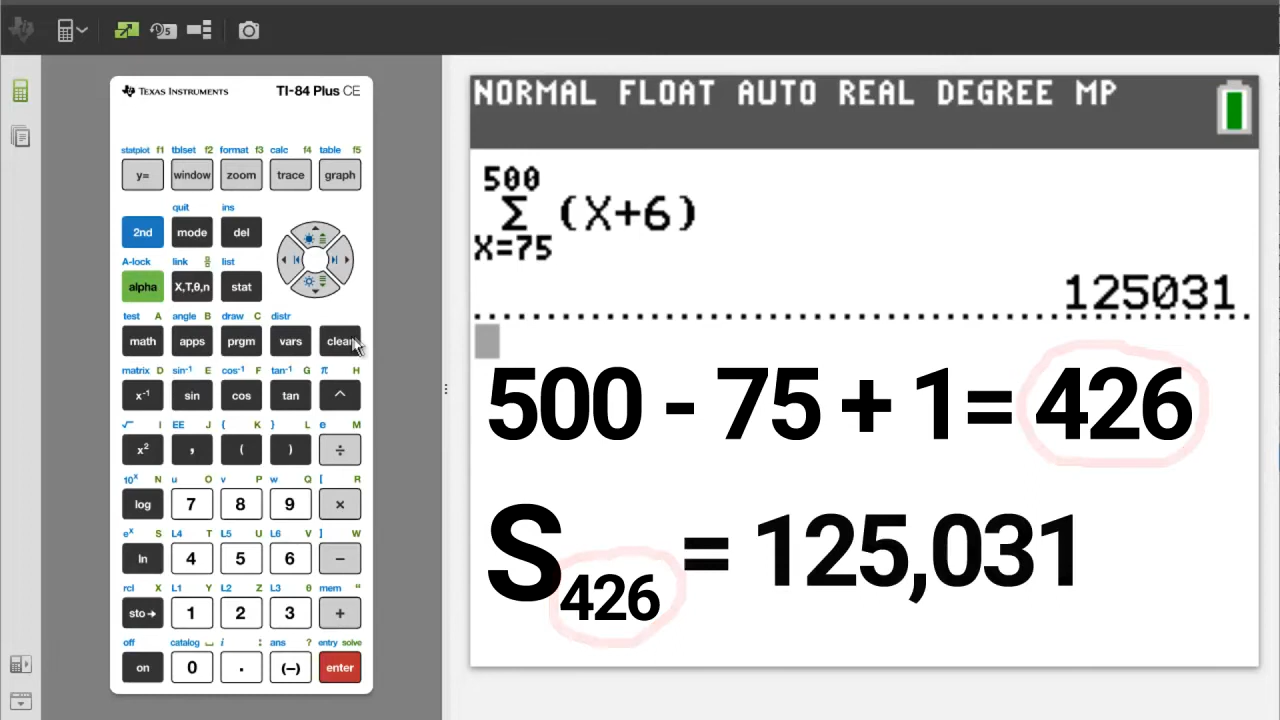 TEXAS INSTRUMENTS TI-84 Plus CE
statplot f1 tblset f2 format f3 calc f4 table f5
y= window zoom trace graph
quit ins
2nd mode del
A-lock link list
alpha X,T,θ,n stat
test A angle B draw C distr
math apps prgm vars clear
matrix D sin⁻¹ E cos⁻¹ F tan⁻¹ G π H
x⁻¹ sin cos tan ^
√ I EE J { K } L e M
x² , ( ) ÷
10ˣ N u O v P w Q [ R
log 7 8 9 ×
eˣ S L4 T L5 U L6 V ] W
ln 4 5 6 −
rcl X L1 Y L2 Z L3 θ mem "
sto→ 1 2 3 +
off catalog ⎵ i : ans ? entry solve
on 0 . (−) enter
NORMAL FLOAT AUTO REAL DEGREE MP
500
Σ (X+6)
X=75
125031
500 - 75 + 1= 426
S₄₂₆ = 125,031